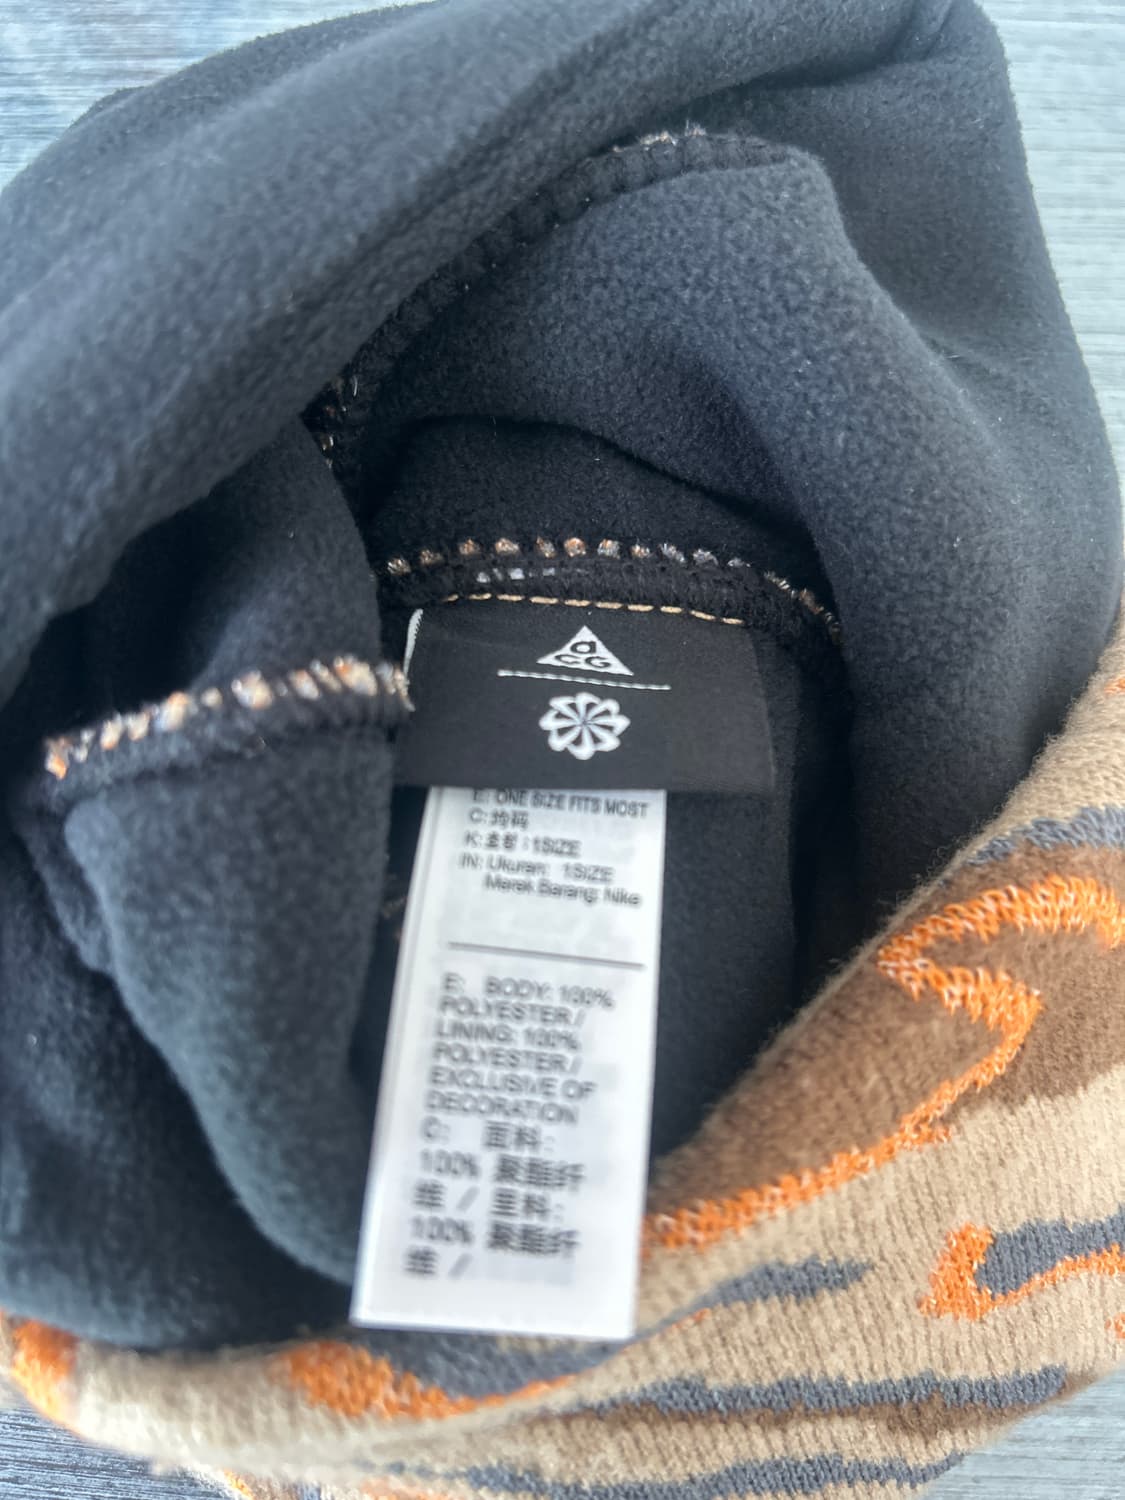 aCG
E: ONE SIZE FITS MOST
C: 均码
K: 호칭 : 1SIZE
IN: Ukuran: 1SIZE
Merek Barang: Nike
E: BODY: 100%
POLYESTER /
LINING: 100%
POLYESTER /
EXCLUSIVE OF
DECORATION
C: 面料:
100% 聚酯纤
维 / 里料:
100% 聚酯纤
维 /